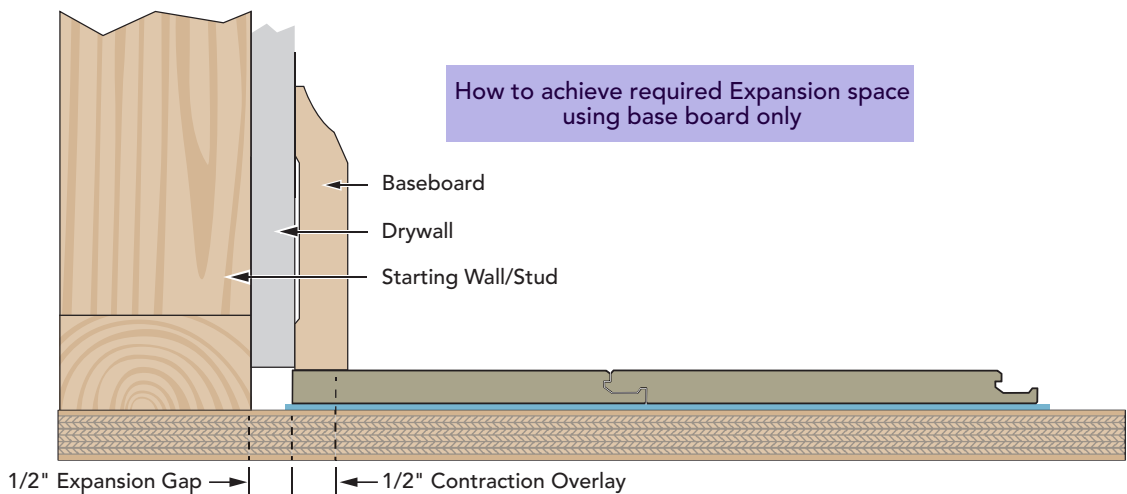 How to achieve required Expansion space
using base board only
Baseboard
Drywall
Starting Wall/Stud
1/2" Expansion Gap
1/2" Contraction Overlay